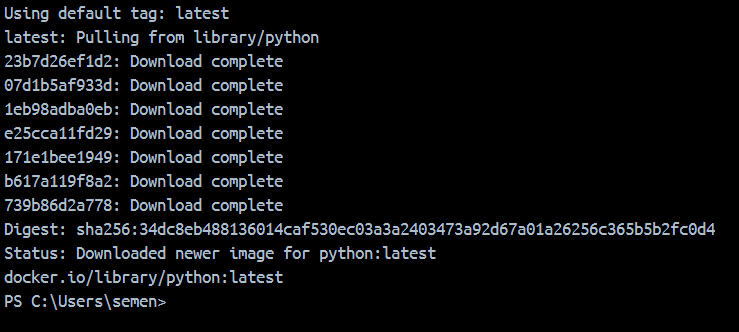 Using default tag: latest
latest: Pulling from library/python
23b7d26ef1d2: Download complete
07d1b5af933d: Download complete
1eb98adba0eb: Download complete
e25cca11fd29: Download complete
171e1bee1949: Download complete
b617a119f8a2: Download complete
739b86d2a778: Download complete
Digest: sha256:34dc8eb488136014caf530ec03a3a2403473a92d67a01a26256c365b5b2fc0d4
Status: Downloaded newer image for python:latest
docker.io/library/python:latest
PS C:\Users\semen>